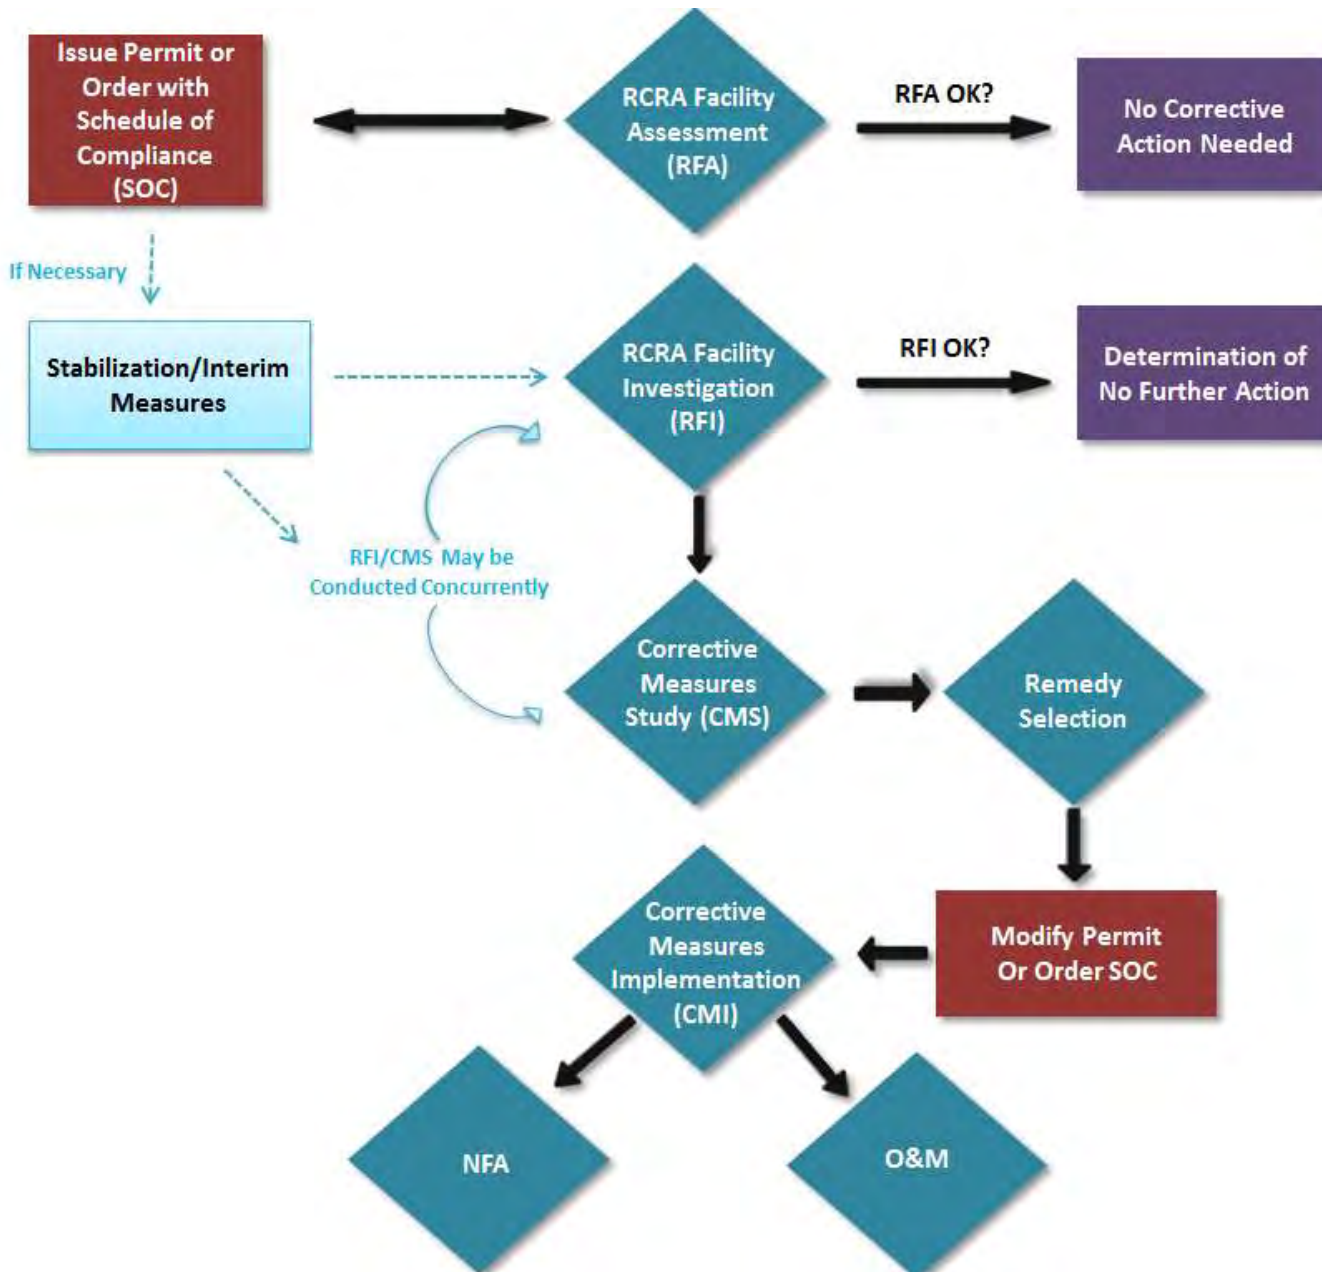 Issue Permit or
Order with
Schedule of
Compliance
(SOC)
RCRA Facility
Assessment
(RFA)
RFA OK?
No Corrective
Action Needed
If Necessary
Stabilization/Interim
Measures
RCRA Facility
Investigation
(RFI)
RFI OK?
Determination of
No Further Action
RFI/CMS May be
Conducted Concurrently
Corrective
Measures
Study (CMS)
Remedy
Selection
Modify Permit
Or Order SOC
Corrective
Measures
Implementation
(CMI)
NFA
O&M